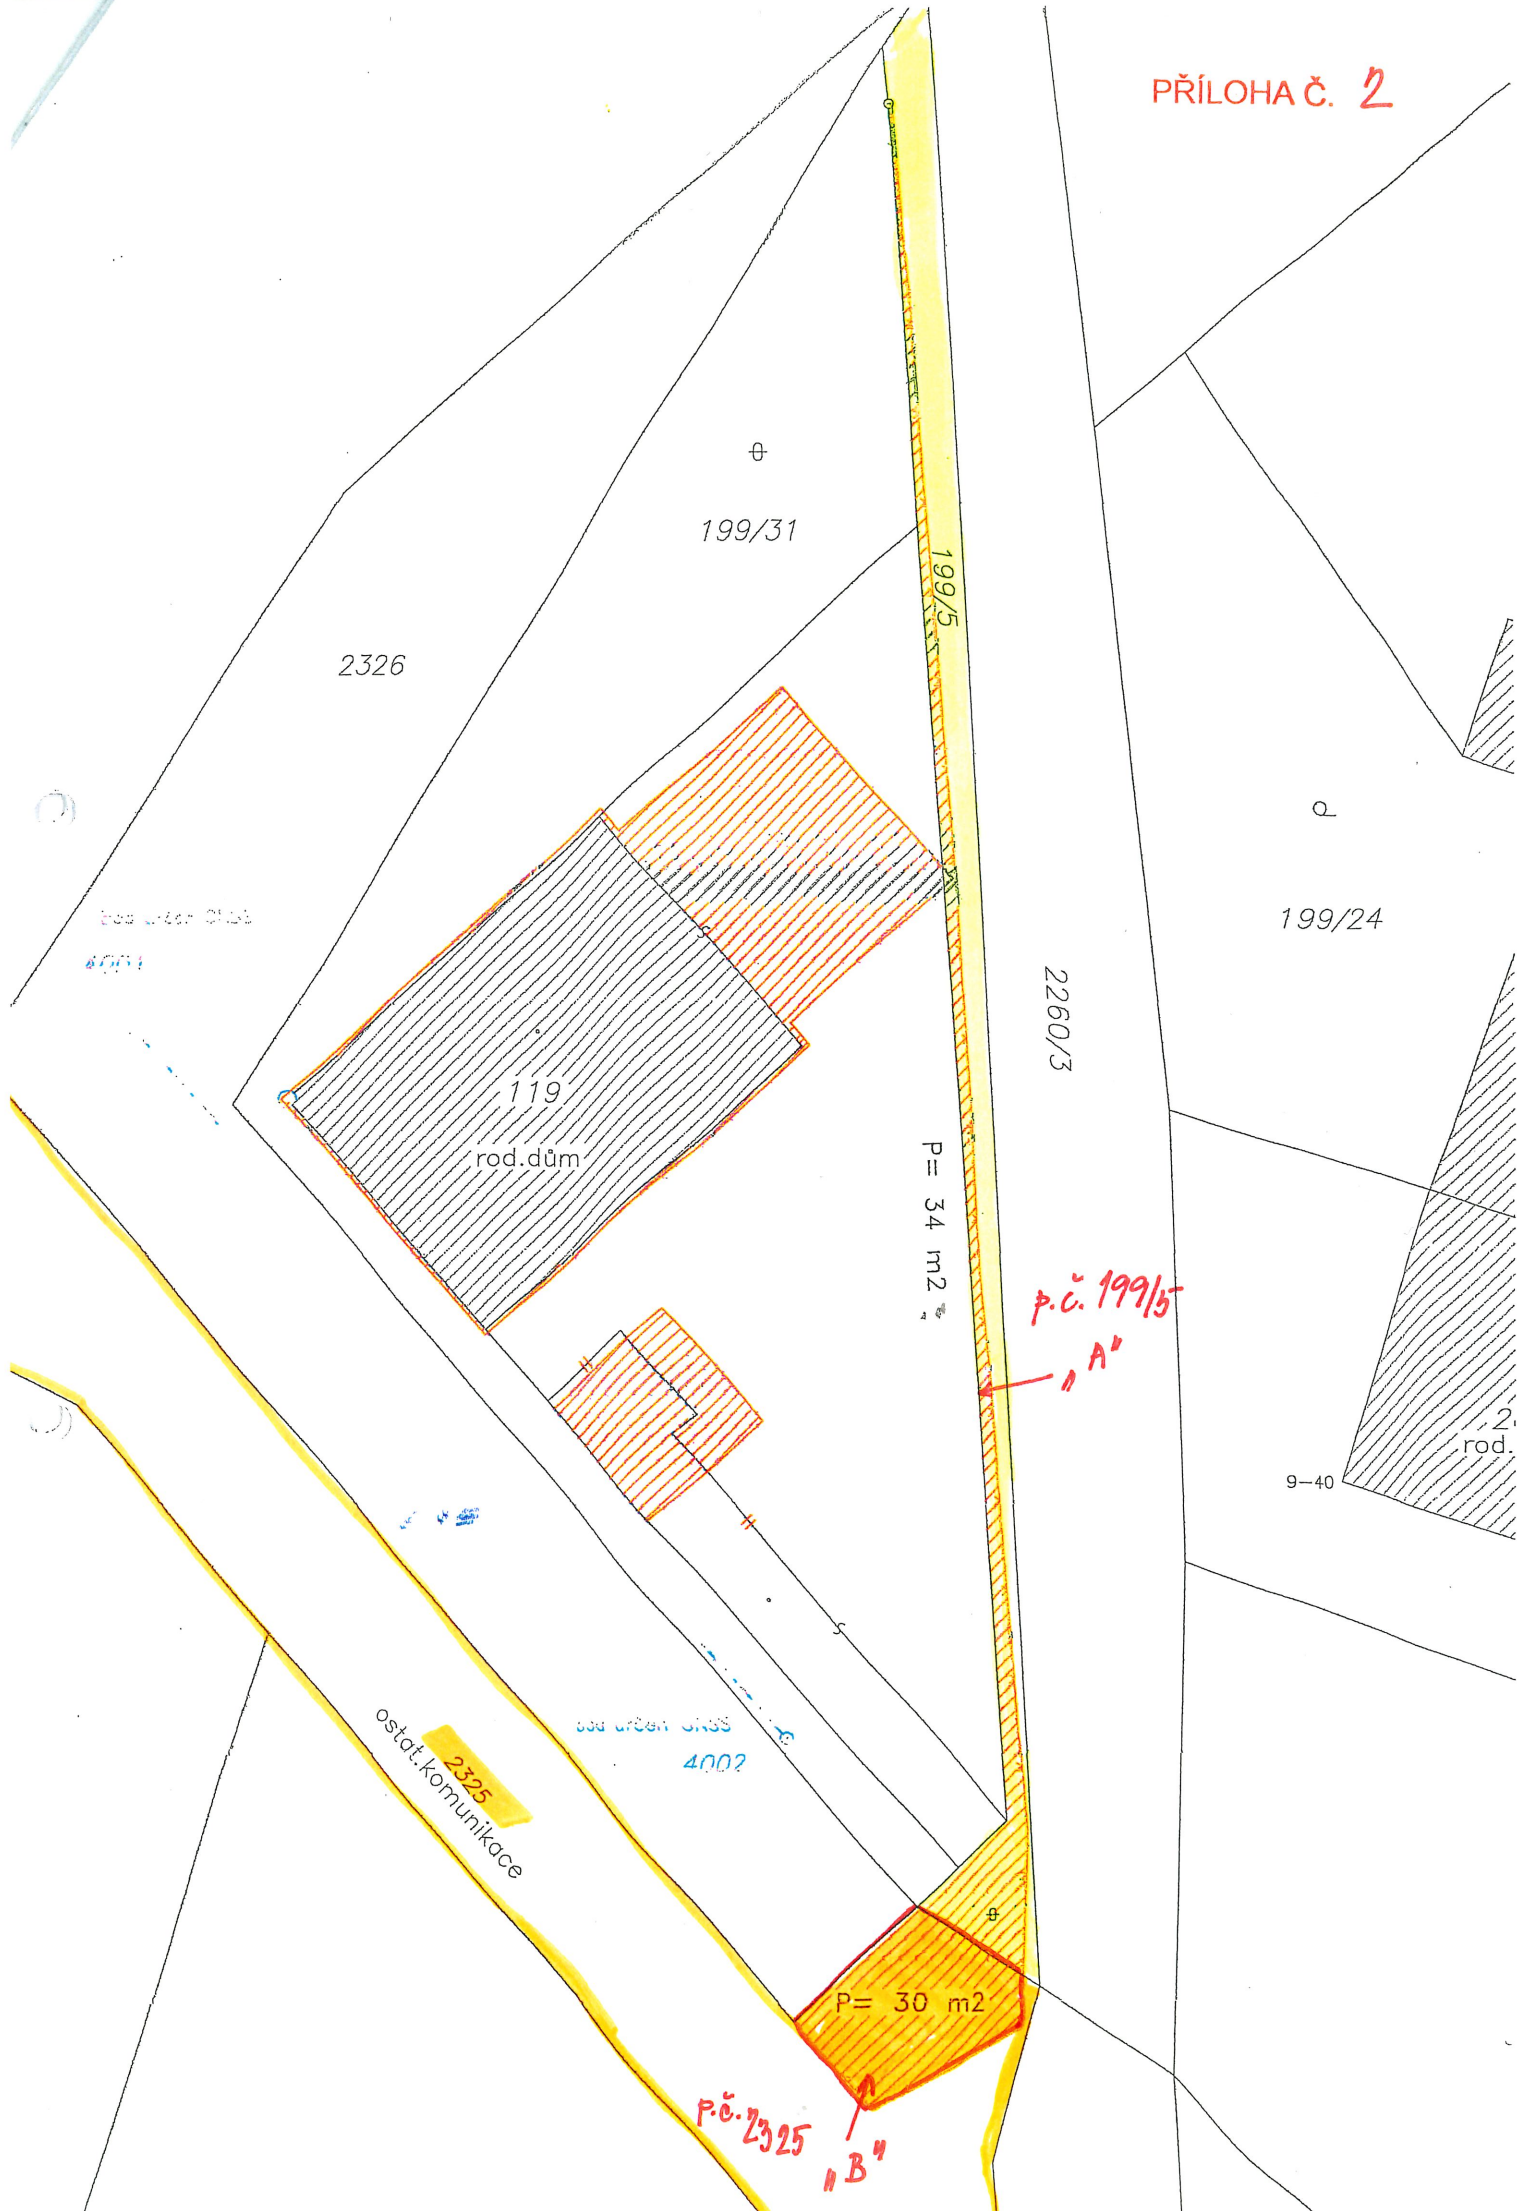 PŘÍLOHA Č. 2
199/31
199/5
2326
199/24
2260/3
4001
119
rod.dům
P= 34 m2
p.č. 199/5
„A"
rod.
9-40
4002
2325
ostat.komunikace
P= 30 m2
p.č. 2325
„B"